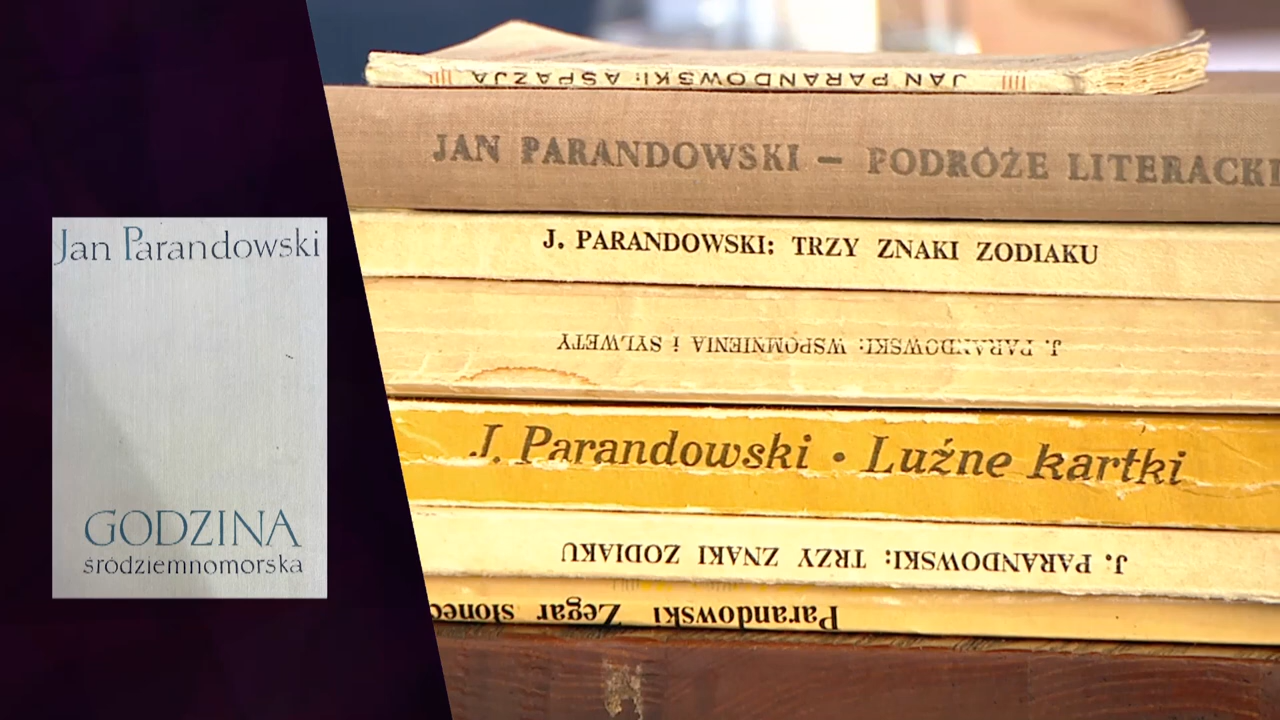 Jan Parandowski
GODZINA
śródziemnomorska
JAN PARANDOWSKI: ASPAZJA
JAN PARANDOWSKI – PODRÓŻE LITERACKI
J. PARANDOWSKI: TRZY ZNAKI ZODIAKU
J. PARANDOWSKI: WSPOMNIENIA I SYLWETY
J. Parandowski • Luźne kartki
J. PARANDOWSKI: TRZY ZNAKI ZODIAKU
Parandowski Zegar słonec